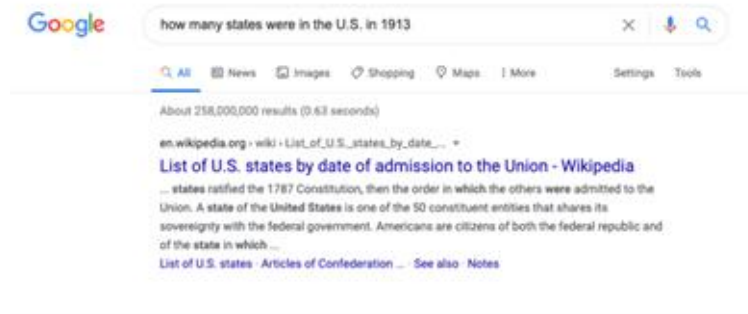 Google
how many states were in the U.S. in 1913
All News Images Shopping Maps More Settings Tools
About 258,000,000 results (0.63 seconds)
en.wikipedia.org › wiki › List_of_U.S._states_by_date_...
List of U.S. states by date of admission to the Union - Wikipedia
... states ratified the 1787 Constitution, then the order in which the others were admitted to the
Union. A state of the United States is one of the 50 constituent entities that shares its
sovereignty with the federal government. Americans are citizens of both the federal republic and
of the state in which ...
List of U.S. states · Articles of Confederation ... · See also · Notes